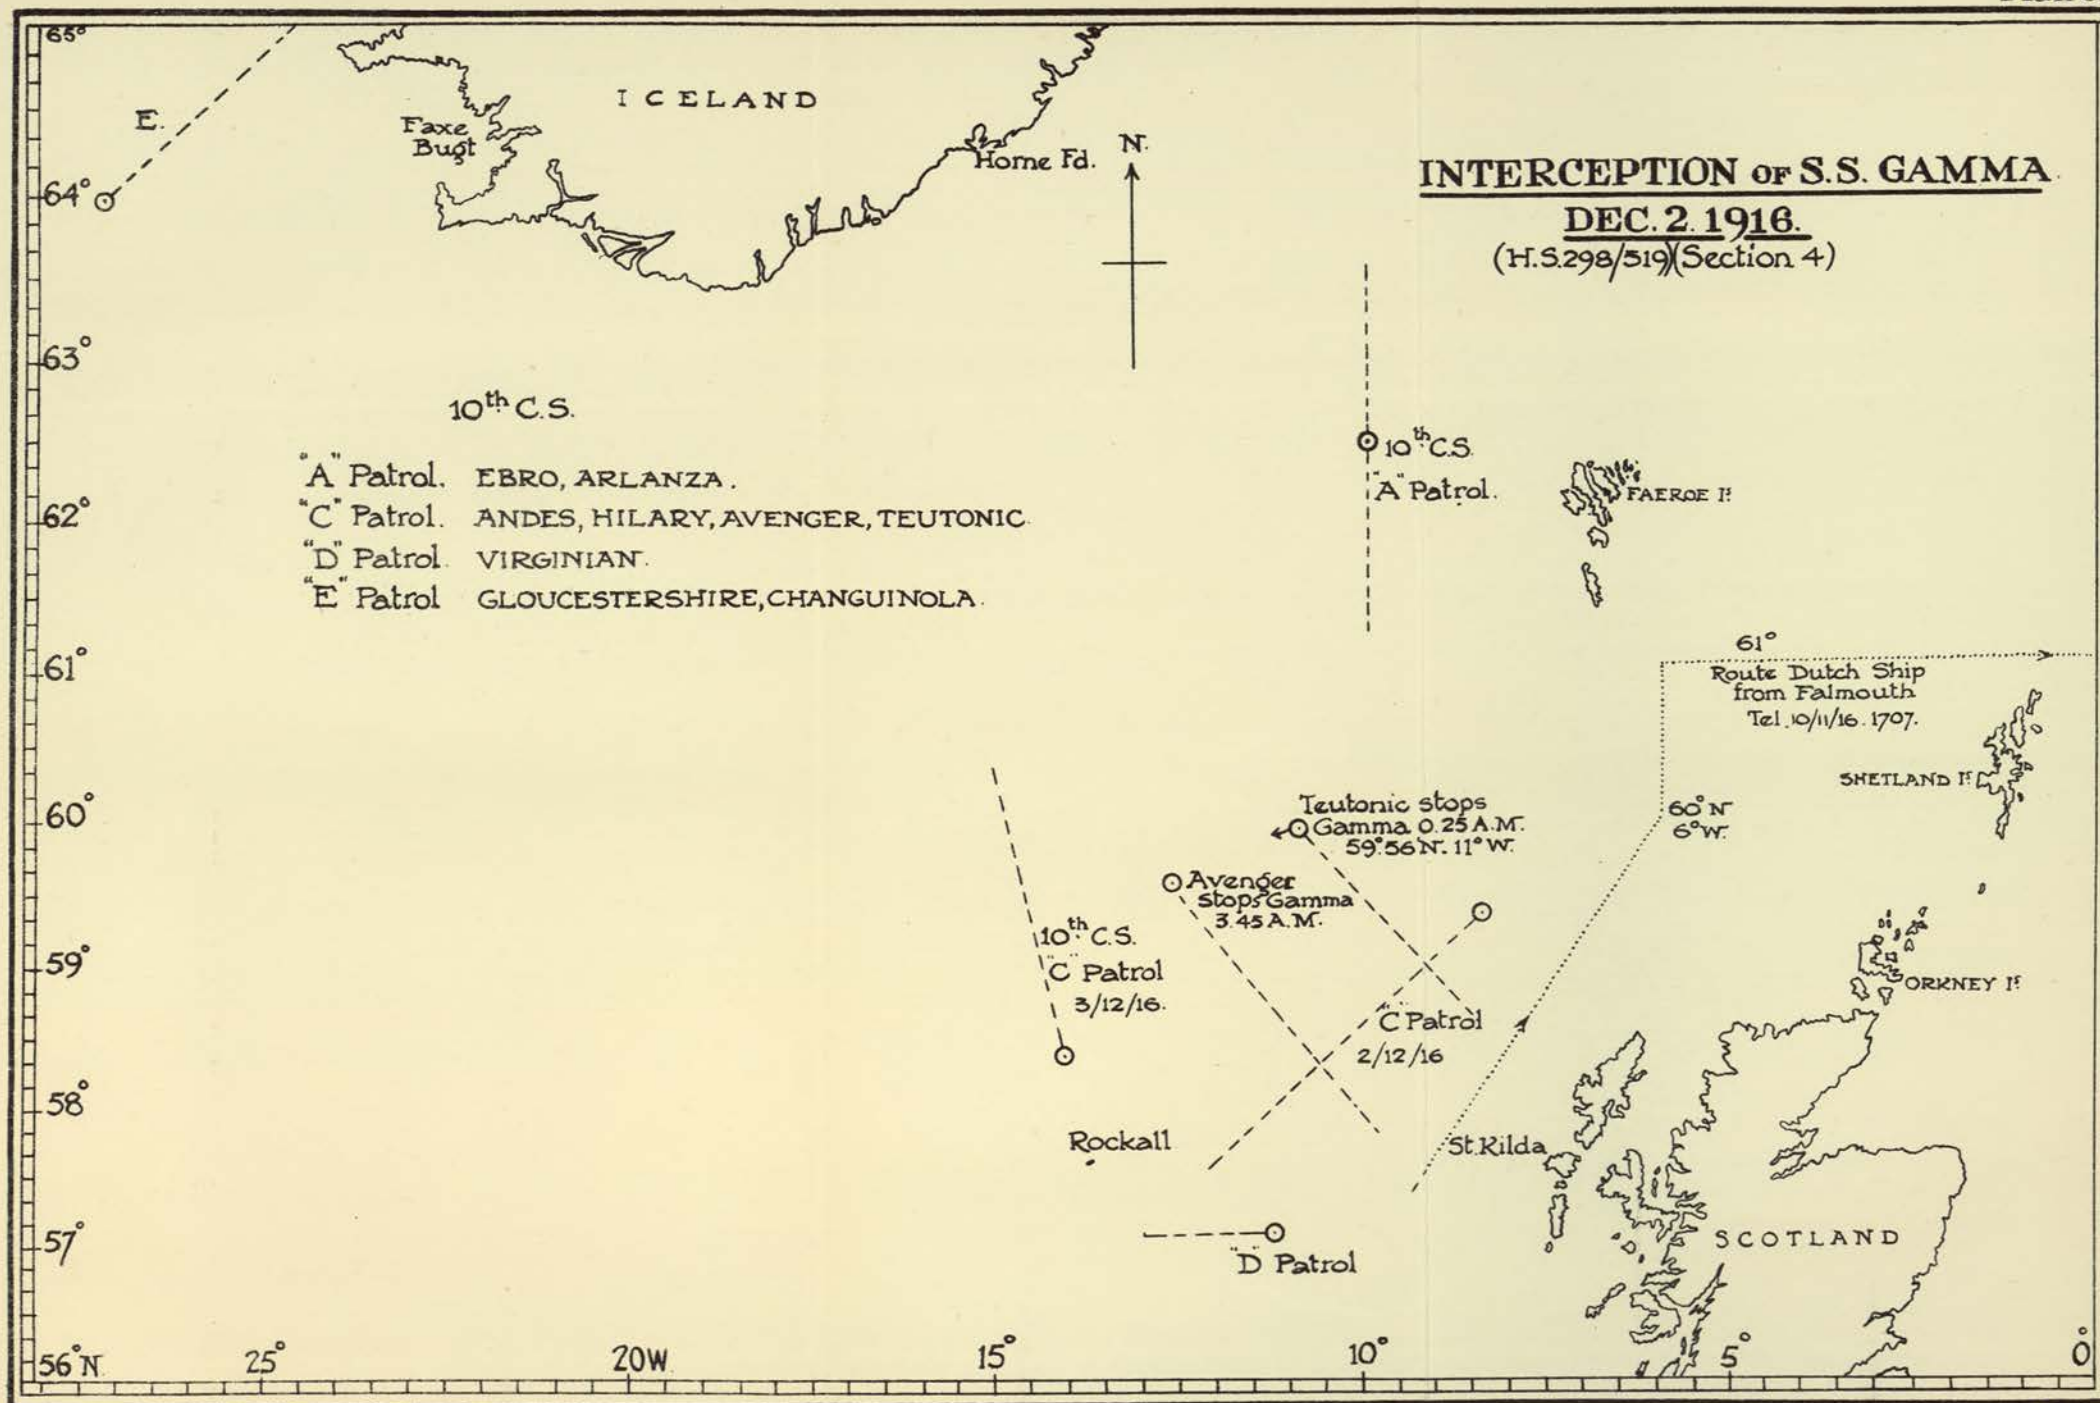 INTERCEPTION OF S.S. GAMMA.
DEC. 2. 1916.
(H.S.298/519)(Section 4)
65°
64°
63°
62°
61°
60°
59°
58°
57°
56°N
25°
20W
15°
10°
5°
0°
E.
ICELAND
Faxe
Bugt
Horne Fd.
N.
10th C.S.
"A" Patrol. EBRO, ARLANZA.
"C" Patrol. ANDES, HILARY, AVENGER, TEUTONIC
"D" Patrol. VIRGINIAN.
"E" Patrol GLOUCESTERSHIRE, CHANGUINOLA.
10th C.S.
"A" Patrol.
FAEROE Is
61°
Route Dutch Ship
from Falmouth
Tel. 10/11/16. 1707.
SHETLAND Is
60°N
6°W.
Teutonic stops
Gamma 0.25 A.M.
59°56'N. 11°W.
Avenger
stops Gamma
3.45 A.M.
10th C.S.
"C" Patrol
3/12/16.
"C" Patrol
2/12/16
ORKNEY Is
Rockall
St. Kilda
"D" Patrol
SCOTLAND